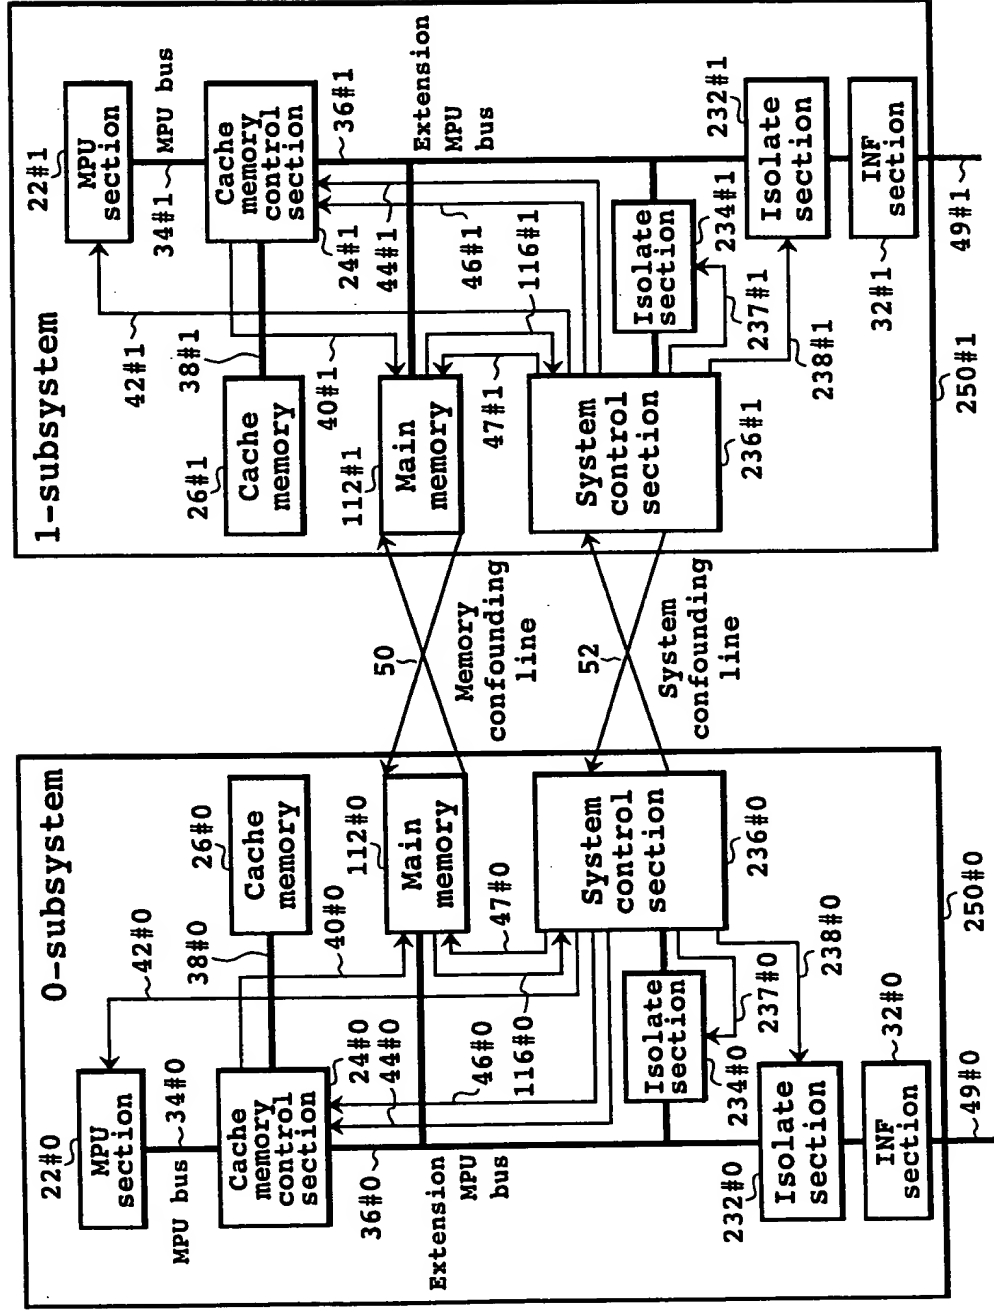 0-subsystem
22#0
MPU
section
42#0
MPU bus
34#0
38#0
26#0
Cache
memory
control
section
Cache
memory
24#0
44#0
40#0
36#0
112#0
Main
memory
Extension
MPU
bus
46#0
116#0
47#0
System
control
section
236#0
Isolate
section
234#0
237#0
232#0
Isolate
section
238#0
INF
section
32#0
49#0
250#0
50
Memory
confounding
line
52
System
confounding
line
1-subsystem
22#1
MPU
section
42#1
34#1
MPU bus
26#1
38#1
Cache
memory
Cache
memory
control
section
40#1
24#1
36#1
112#1
44#1
Main
memory
Extension
MPU
bus
46#1
47#1
116#1
System
control
section
236#1
Isolate
section
234#1
237#1
232#1
Isolate
section
238#1
INF
section
32#1
49#1
250#1